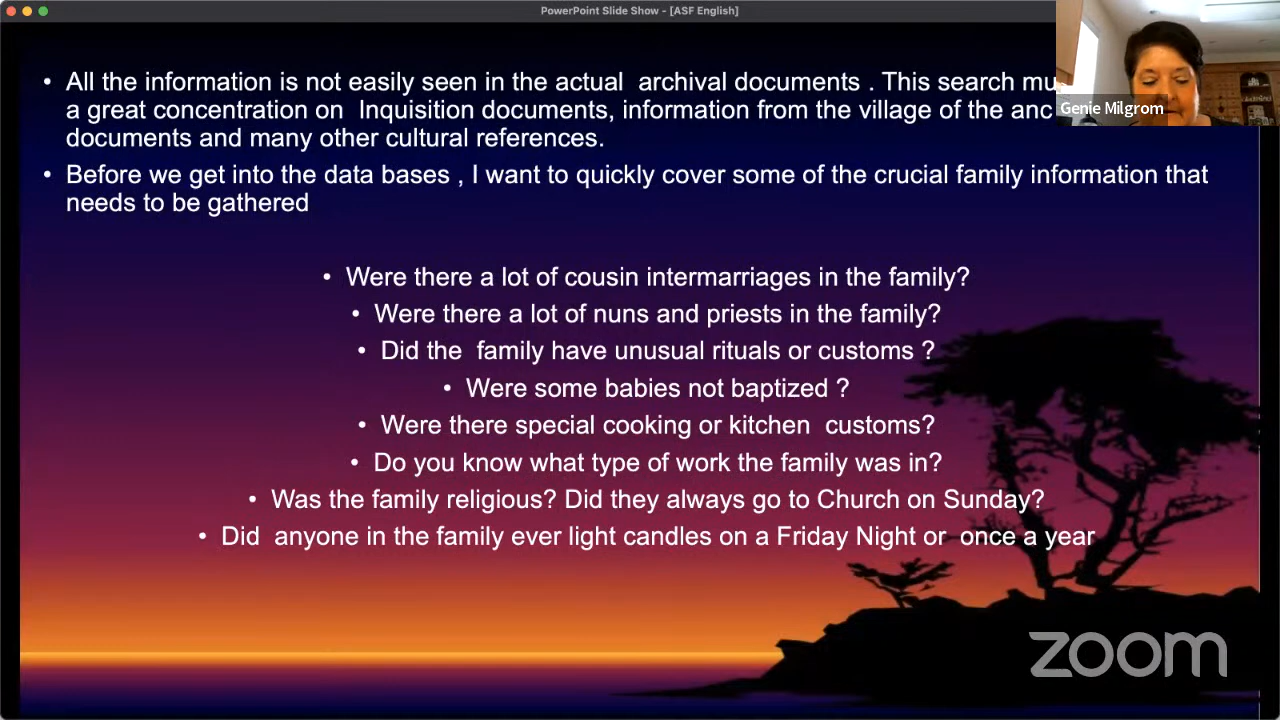 PowerPoint Slide Show - [ASF English]
• All the information is not easily seen in the actual archival documents . This search
a great concentration on Inquisition documents, information from the village of the
Genie Milgrom
documents and many other cultural references.
• Before we get into the data bases , I want to quickly cover some of the crucial family information that
needs to be gathered
• Were there a lot of cousin intermarriages in the family?
• Were there a lot of nuns and priests in the family?
• Did the family have unusual rituals or customs ?
• Were some babies not baptized ?
• Were there special cooking or kitchen customs?
• Do you know what type of work the family was in?
• Was the family religious? Did they always go to Church on Sunday?
• Did anyone in the family ever light candles on a Friday Night or once a year
zoom